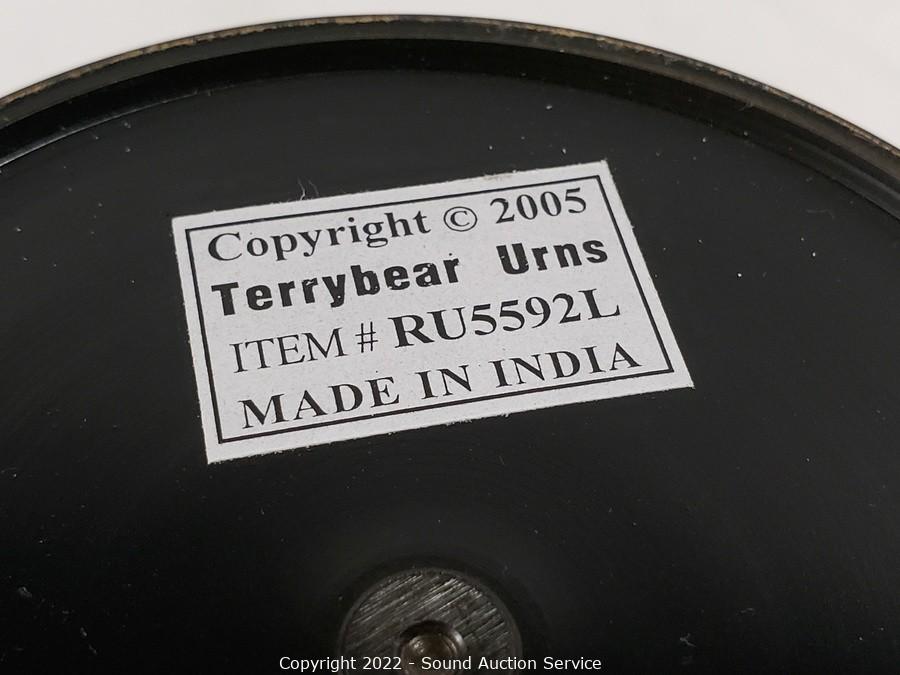 Copyright © 2005
Terrybear Urns
ITEM # RU5592L
MADE IN INDIA
Copyright 2022 - Sound Auction Service